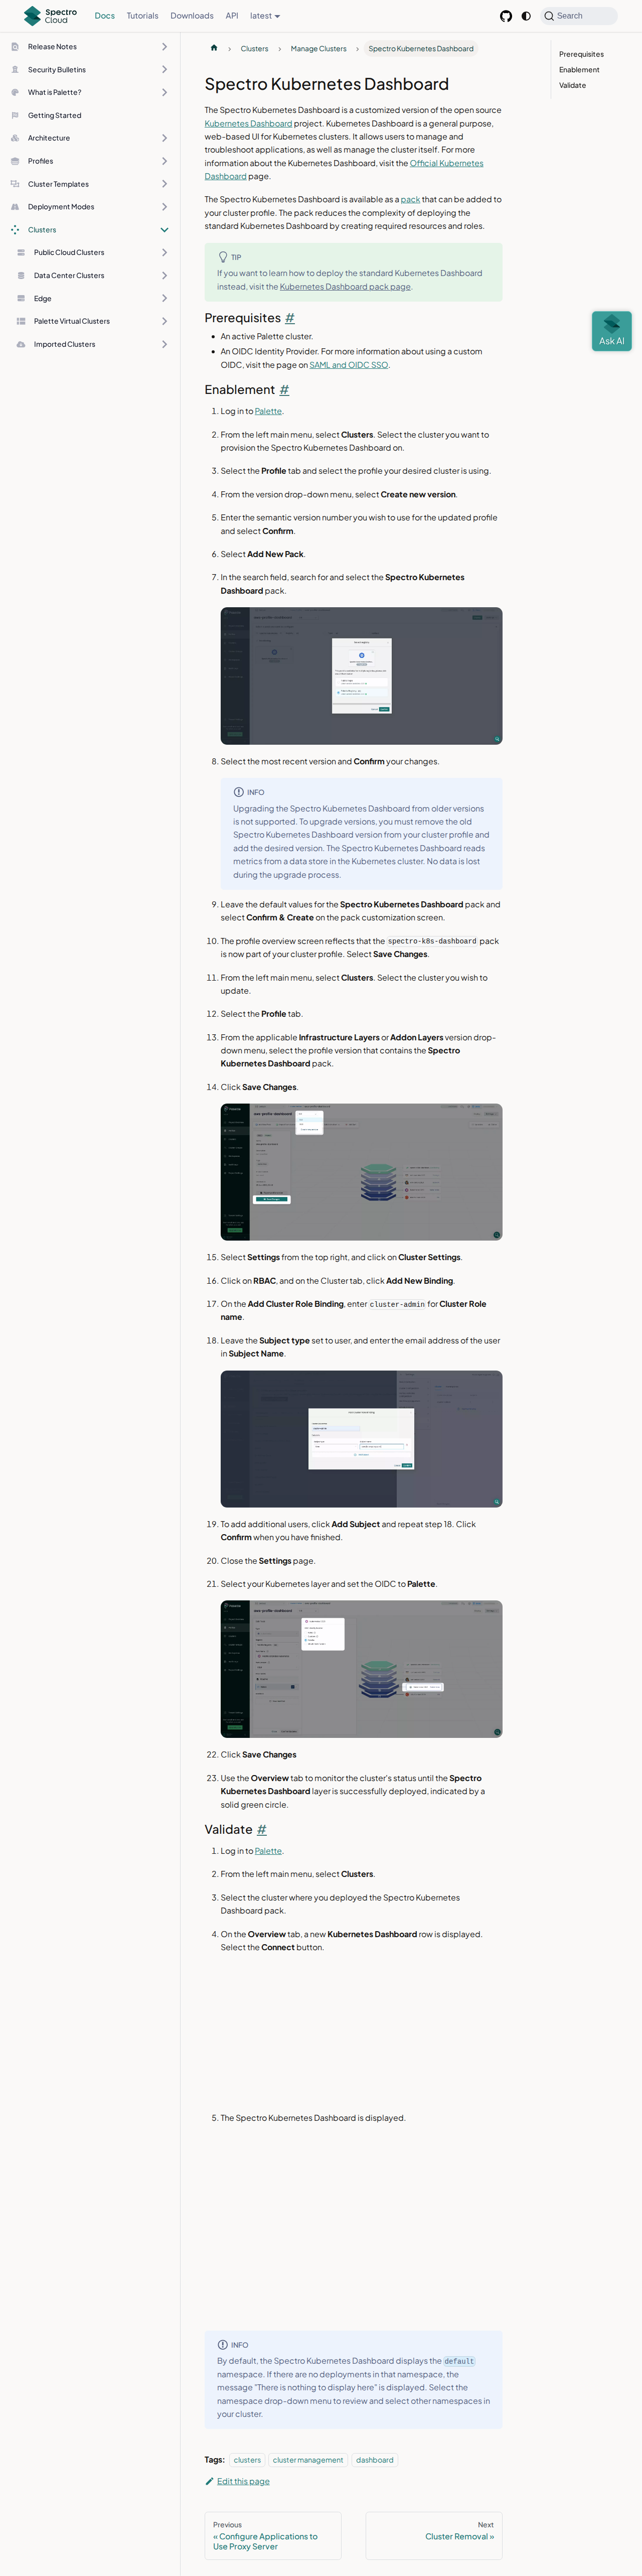 Spectro Cloud
Docs
Tutorials
Downloads
API
latest
Search
Release Notes
Security Bulletins
What is Palette?
Getting Started
Architecture
Profiles
Cluster Templates
Deployment Modes
Clusters
Public Cloud Clusters
Data Center Clusters
Edge
Palette Virtual Clusters
Imported Clusters
Clusters
Manage Clusters
Spectro Kubernetes Dashboard
Prerequisites
Enablement
Validate
Ask AI
Spectro Kubernetes Dashboard
The Spectro Kubernetes Dashboard is a customized version of the open source
Kubernetes Dashboard project. Kubernetes Dashboard is a general purpose,
web-based UI for Kubernetes clusters. It allows users to manage and
troubleshoot applications, as well as manage the cluster itself. For more
information about the Kubernetes Dashboard, visit the Official Kubernetes
Dashboard page.
The Spectro Kubernetes Dashboard is available as a pack that can be added to
your cluster profile. The pack reduces the complexity of deploying the
standard Kubernetes Dashboard by creating required resources and roles.
TIP
If you want to learn how to deploy the standard Kubernetes Dashboard
instead, visit the Kubernetes Dashboard pack page.
Prerequisites #
• An active Palette cluster.
• An OIDC Identity Provider. For more information about using a custom
OIDC, visit the page on SAML and OIDC SSO.
Enablement #
1. Log in to Palette.
2. From the left main menu, select Clusters. Select the cluster you want to
provision the Spectro Kubernetes Dashboard on.
3. Select the Profile tab and select the profile your desired cluster is using.
4. From the version drop-down menu, select Create new version.
5. Enter the semantic version number you wish to use for the updated profile
and select Confirm.
6. Select Add New Pack.
7. In the search field, search for and select the Spectro Kubernetes
Dashboard pack.
8. Select the most recent version and Confirm your changes.
INFO
Upgrading the Spectro Kubernetes Dashboard from older versions
is not supported. To upgrade versions, you must remove the old
Spectro Kubernetes Dashboard version from your cluster profile and
add the desired version. The Spectro Kubernetes Dashboard reads
metrics from a data store in the Kubernetes cluster. No data is lost
during the upgrade process.
9. Leave the default values for the Spectro Kubernetes Dashboard pack and
select Confirm & Create on the pack customization screen.
10. The profile overview screen reflects that the spectro-k8s-dashboard pack
is now part of your cluster profile. Select Save Changes.
11. From the left main menu, select Clusters. Select the cluster you wish to
update.
12. Select the Profile tab.
13. From the applicable Infrastructure Layers or Addon Layers version drop-
down menu, select the profile version that contains the Spectro
Kubernetes Dashboard pack.
14. Click Save Changes.
15. Select Settings from the top right, and click on Cluster Settings.
16. Click on RBAC, and on the Cluster tab, click Add New Binding.
17. On the Add Cluster Role Binding, enter cluster-admin for Cluster Role
name.
18. Leave the Subject type set to user, and enter the email address of the user
in Subject Name.
19. To add additional users, click Add Subject and repeat step 18. Click
Confirm when you have finished.
20. Close the Settings page.
21. Select your Kubernetes layer and set the OIDC to Palette.
22. Click Save Changes
23. Use the Overview tab to monitor the cluster's status until the Spectro
Kubernetes Dashboard layer is successfully deployed, indicated by a
solid green circle.
Validate #
1. Log in to Palette.
2. From the left main menu, select Clusters.
3. Select the cluster where you deployed the Spectro Kubernetes
Dashboard pack.
4. On the Overview tab, a new Kubernetes Dashboard row is displayed.
Select the Connect button.
5. The Spectro Kubernetes Dashboard is displayed.
INFO
By default, the Spectro Kubernetes Dashboard displays the default
namespace. If there are no deployments in that namespace, the
message "There is nothing to display here" is displayed. Select the
namespace drop-down menu to review and select other namespaces in
your cluster.
Tags: clusters cluster management dashboard
Edit this page
Previous
« Configure Applications to
Use Proxy Server
Next
Cluster Removal »